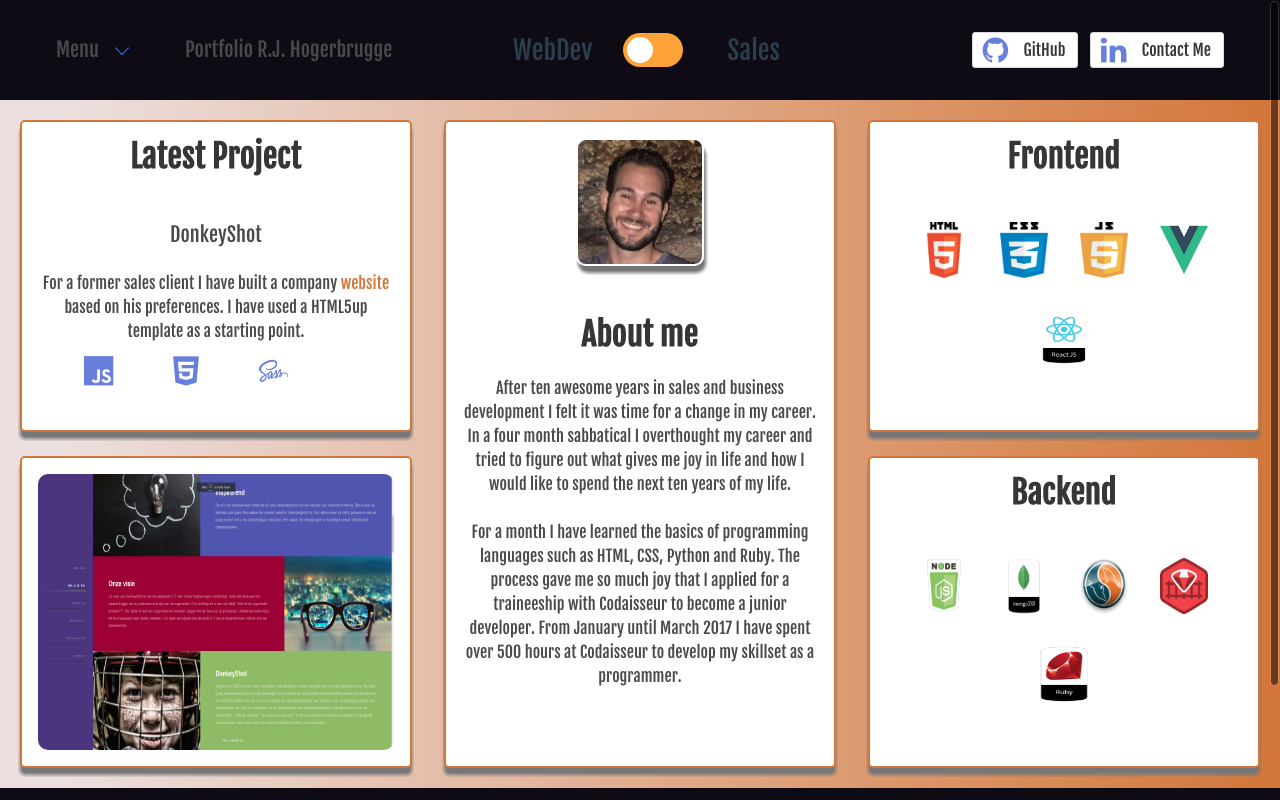 Menu
Portfolio R.J. Hogerbrugge
WebDev
Sales
GitHub
Contact Me
Latest Project
DonkeyShot
For a former sales client I have built a company website
based on his preferences. I have used a HTML5up
template as a starting point.
JS
5
Sass
Inspirerend
Onze visie
DonkeyShot
About me
After ten awesome years in sales and business
development I felt it was time for a change in my career.
In a four month sabbatical I overthought my career and
tried to figure out what gives me joy in life and how I
would like to spend the next ten years of my life.
For a month I have learned the basics of programming
languages such as HTML, CSS, Python and Ruby. The
process gave me so much joy that I applied for a
traineeship with Codaisseur to become a junior
developer. From January until March 2017 I have spent
over 500 hours at Codaisseur to develop my skillset as a
programmer.
Frontend
HTML
5
CSS
3
JS
5
React JS
Backend
NODE
JS
mongoDB
Ruby